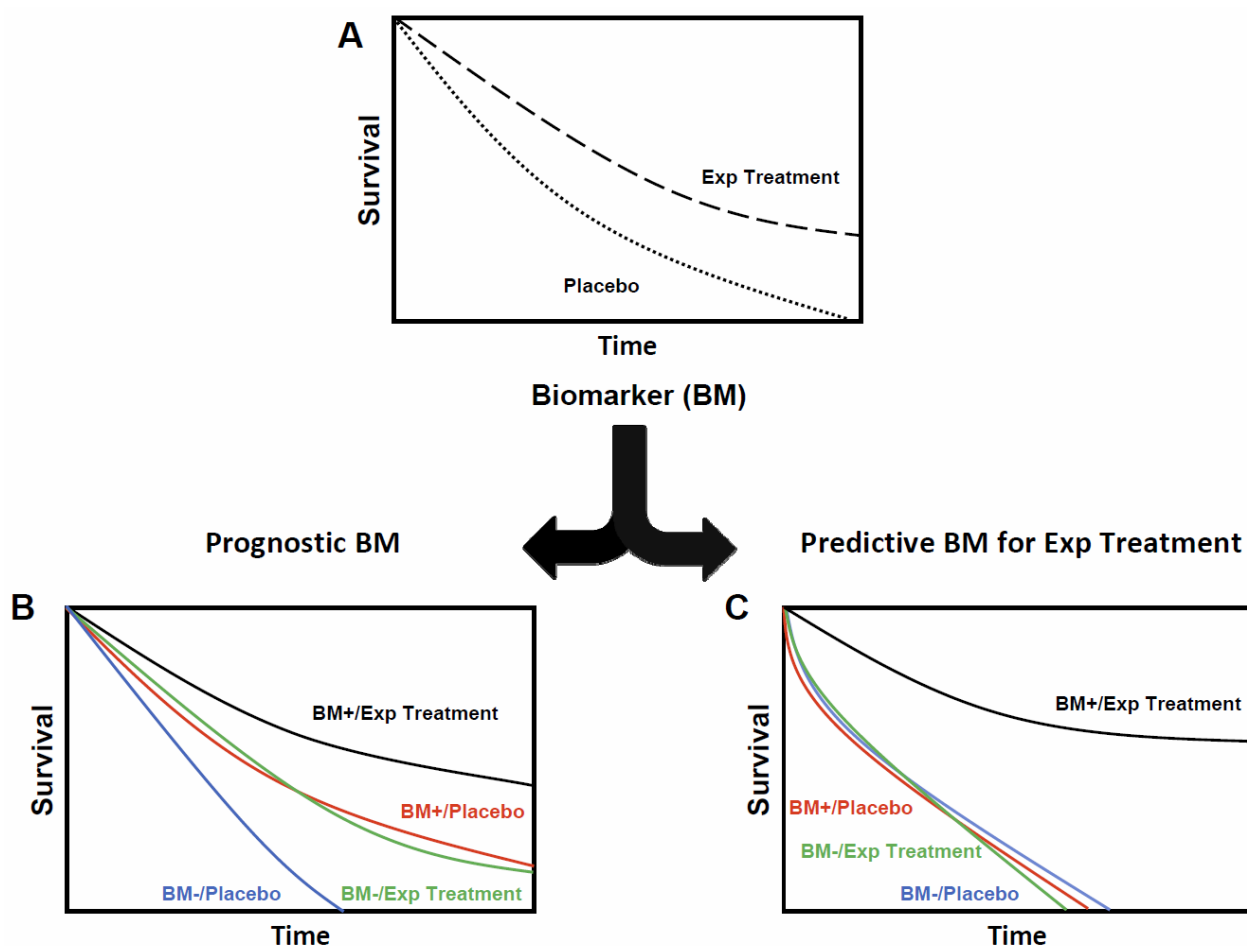 A
Survival
Exp Treatment
Placebo
Time
Biomarker (BM)
Prognostic BM
Predictive BM for Exp Treatment
B
Survival
BM+/Exp Treatment
BM+/Placebo
BM-/Placebo
BM-/Exp Treatment
Time
C
Survival
BM+/Exp Treatment
BM+/Placebo
BM-/Exp Treatment
BM-/Placebo
Time